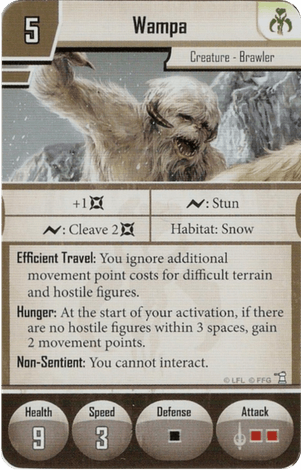 5
Wampa
Creature - Brawler
+1
: Stun
: Cleave 2
Habitat: Snow
Efficient Travel: You ignore additional
movement point costs for difficult terrain
and hostile figures.
Hunger: At the start of your activation, if there
are no hostile figures within 3 spaces, gain
2 movement points.
Non-Sentient: You cannot interact.
© LFL © FFG
Health
Speed
Defense
Attack
9
3